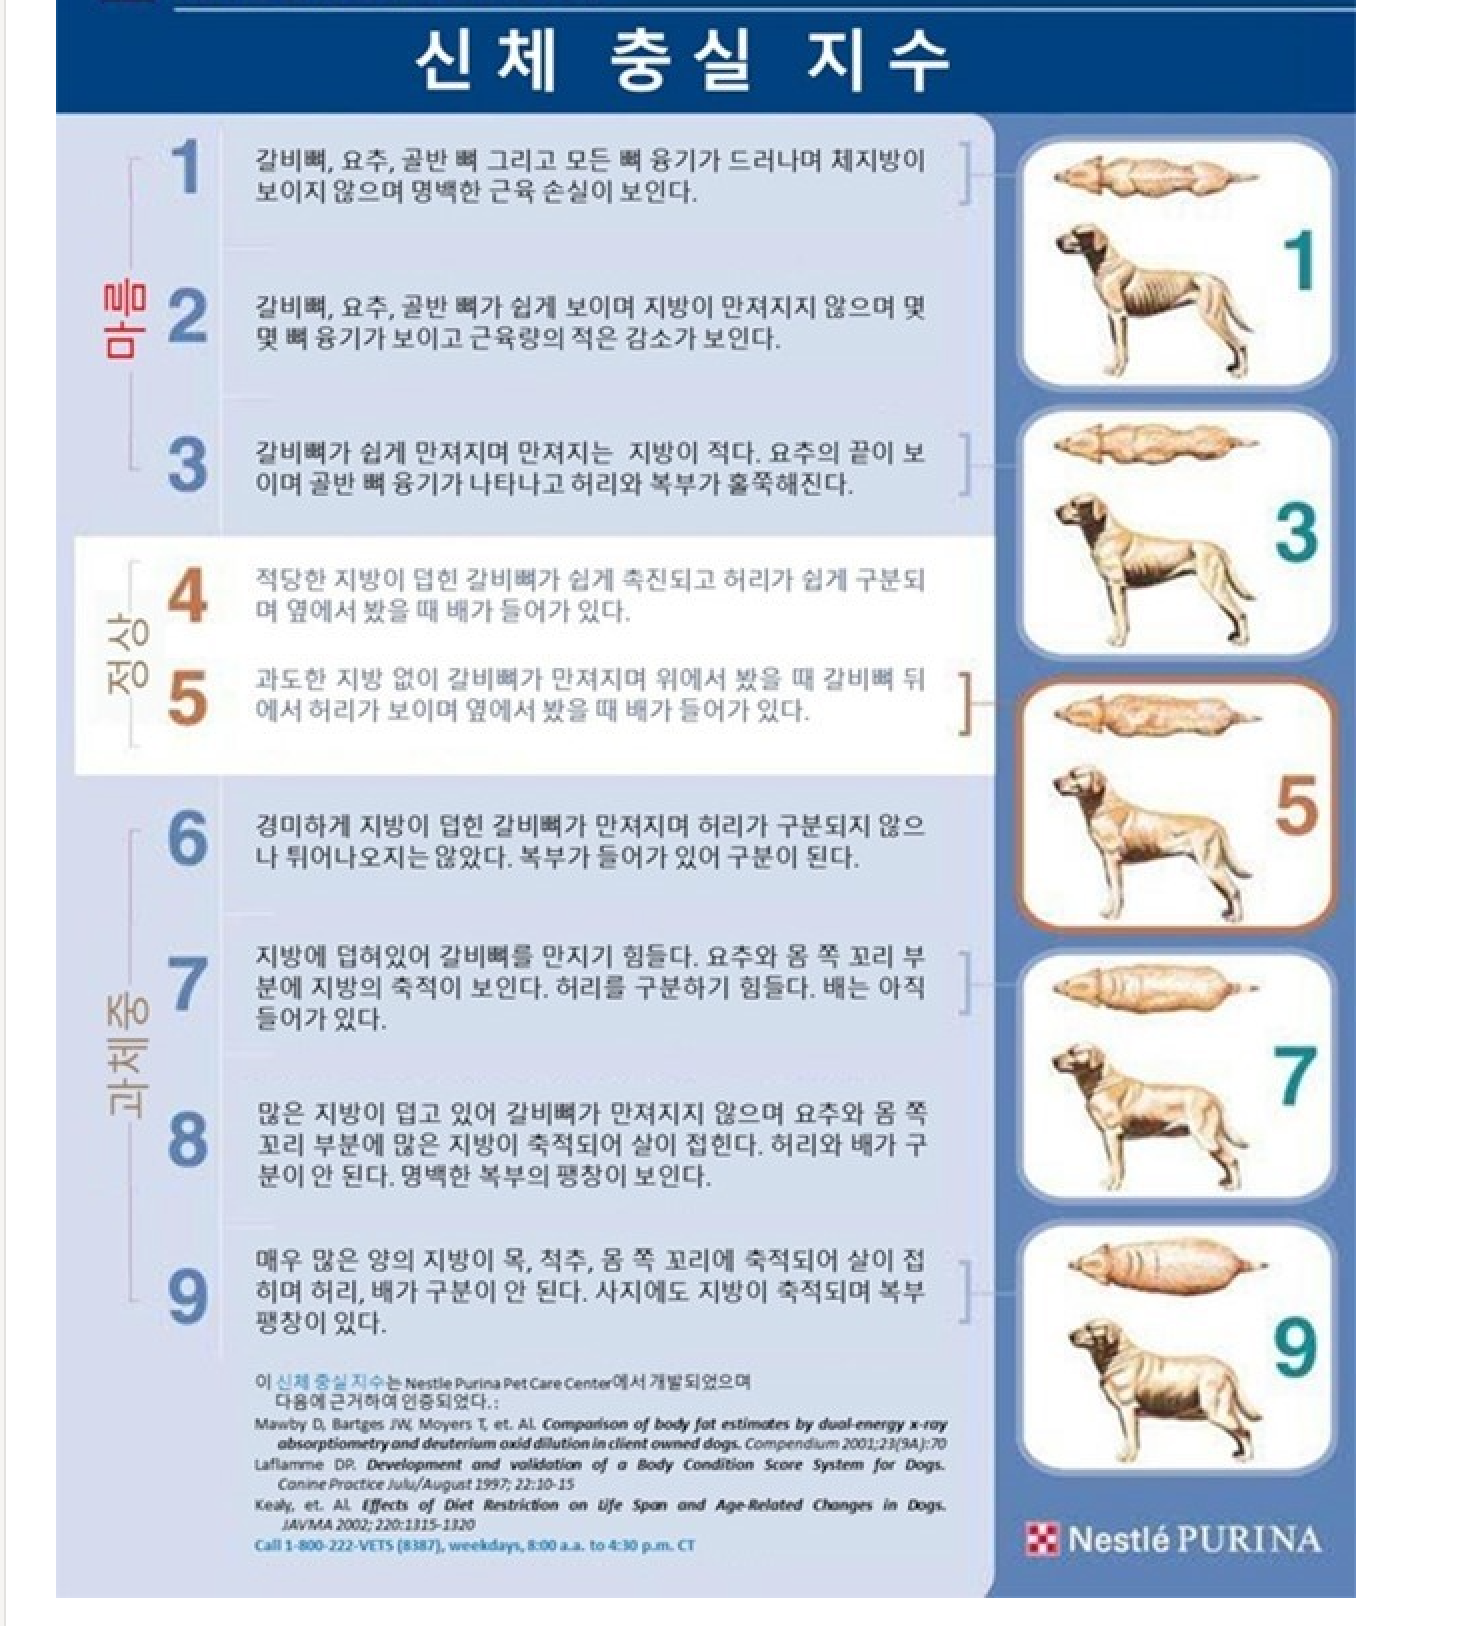 신체 충실 지수
마름
1
갈비뼈, 요추, 골반 뼈 그리고 모든 뼈 융기가 드러나며 체지방이
보이지 않으며 명백한 근육 손실이 보인다.
2
갈비뼈, 요추, 골반 뼈가 쉽게 보이며 지방이 만져지지 않으며 몇
몇 뼈 융기가 보이고 근육량의 적은 감소가 보인다.
3
갈비뼈가 쉽게 만져지며 만져지는 지방이 적다. 요추의 끝이 보
이며 골반 뼈 융기가 나타나고 허리와 복부가 홀쭉해진다.
정상
4
적당한 지방이 덥힌 갈비뼈가 쉽게 촉진되고 허리가 쉽게 구분되
며 옆에서 봤을 때 배가 들어가 있다.
5
과도한 지방 없이 갈비뼈가 만져지며 위에서 봤을 때 갈비뼈 뒤
에서 허리가 보이며 옆에서 봤을 때 배가 들어가 있다.
과체중
6
경미하게 지방이 덥힌 갈비뼈가 만져지며 허리가 구분되지 않으
나 튀어나오지는 않았다. 복부가 들어가 있어 구분이 된다.
7
지방에 덥혀있어 갈비뼈를 만지기 힘들다. 요추와 몸 쪽 꼬리 부
분에 지방의 축적이 보인다. 허리를 구분하기 힘들다. 배는 아직
들어가 있다.
8
많은 지방이 덥고 있어 갈비뼈가 만져지지 않으며 요추와 몸 쪽
꼬리 부분에 많은 지방이 축적되어 살이 접힌다. 허리와 배가 구
분이 안 된다. 명백한 복부의 팽창이 보인다.
9
매우 많은 양의 지방이 목, 척추, 몸 쪽 꼬리에 축적되어 살이 접
히며 허리, 배가 구분이 안 된다. 사지에도 지방이 축적되며 복부
팽창이 있다.
이 신체 충실 지수는 Nestle Purina Pet Care Center에서 개발되었으며
다음에 근거하여 인증되었다.:
Mawby D, Bartges JW, Moyers T, et. Al. Comparison of body fat estimates by dual-energy x-ray
absorptiometry and deuterium oxid dilution in client owned dogs. Compendium 2001;23(9A):70
Laflamme DP. Development and validation of a Body Condition Score System for Dogs.
Canine Practice Julu/August 1997; 22:10-15
Kealy, et. Al. Effects of Diet Restriction on Life Span and Age-Related Changes in Dogs.
JAVMA 2002; 220:1315-1320
Call 1-800-222-VETS (8387), weekdays, 8:00 a.a. to 4:30 p.m. CT
1
3
5
7
9
Nestlé PURINA